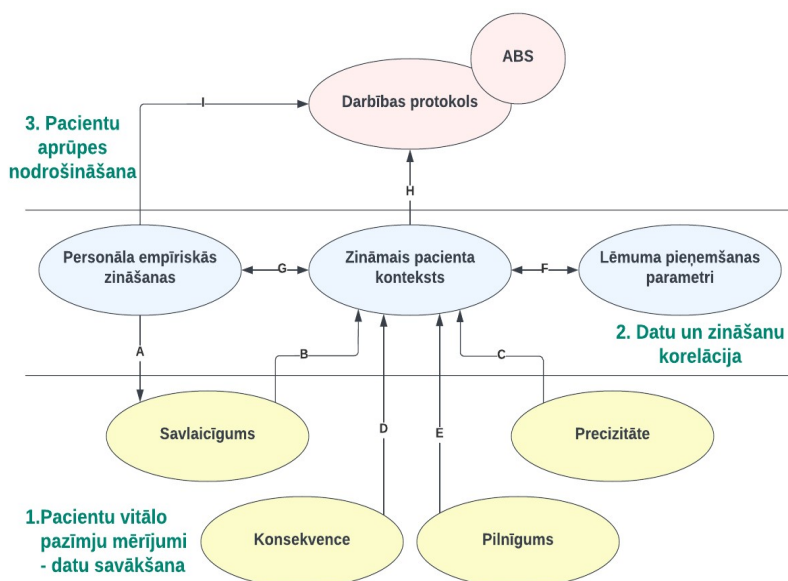 ABS
Darbības protokols
I
3. Pacientu
aprūpes
nodrošināšana
H
Personāla empīriskās
zināšanas
G
Zināmais pacienta
konteksts
F
Lēmuma pieņemšanas
parametri
2. Datu un zināšanu
korelācija
A
B
C
Savlaicīgums
D
E
Precizitāte
1.Pacientu vitālo
pazīmju mērījumi
- datu savākšana
Konsekvence
Pilnīgums